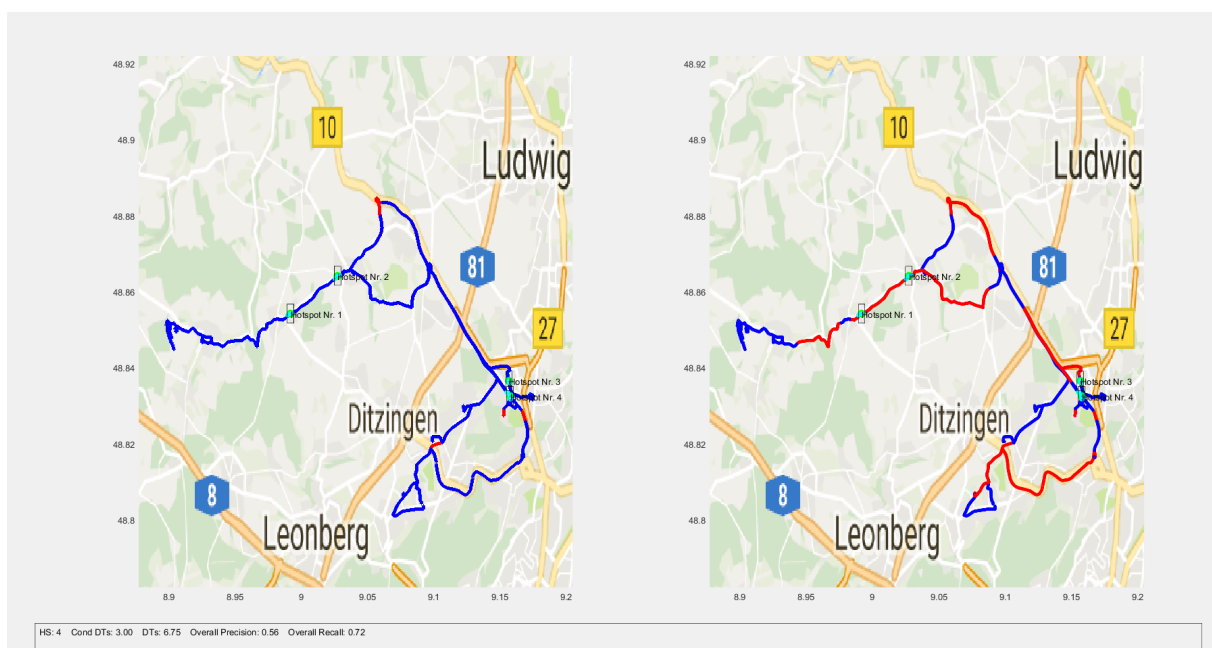 48.92
48.9
48.88
48.86
48.84
48.82
48.8
8.9
8.95
9
9.05
9.1
9.15
9.2
10
Ludwig
81
Hotspot Nr. 2
Hotspot Nr. 1
27
Hotspot Nr. 3
Hotspot Nr. 4
Ditzingen
8
Leonberg
48.92
48.9
48.88
48.86
48.84
48.82
48.8
8.9
8.95
9
9.05
9.1
9.15
9.2
10
Ludwig
81
Hotspot Nr. 2
Hotspot Nr. 1
27
Hotspot Nr. 3
Hotspot Nr. 4
Ditzingen
8
Leonberg
HS: 4 Cond DTs: 3.00 DTs: 6.75 Overall Precision: 0.56 Overall Recall: 0.72